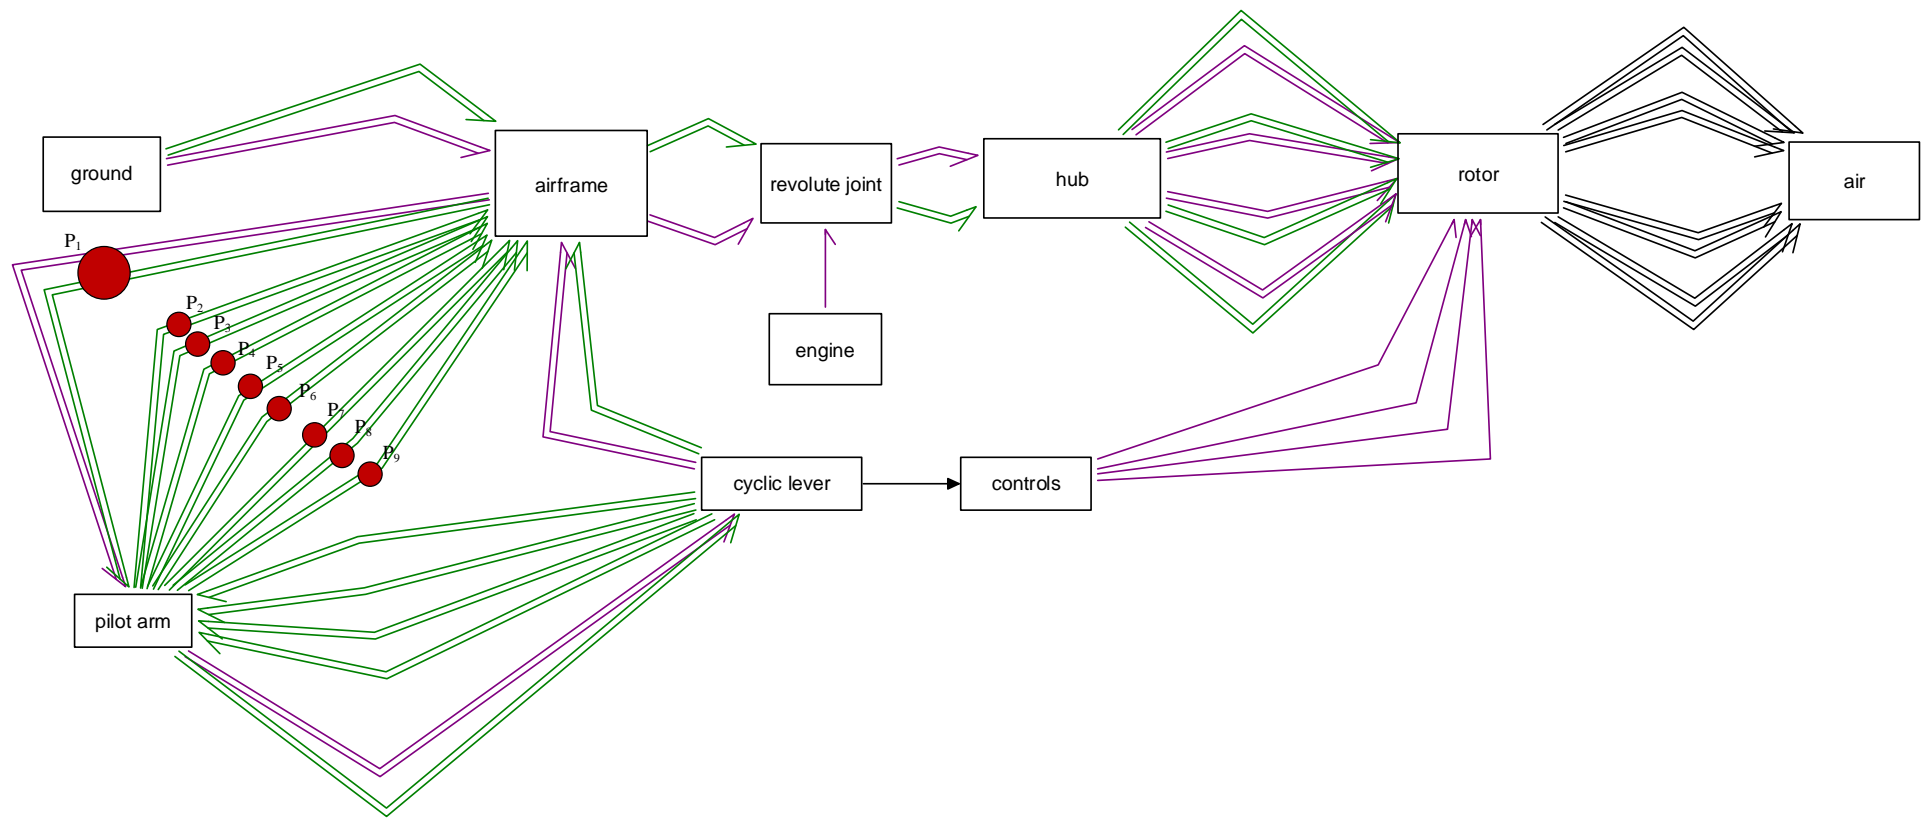 ground
airframe
revolute joint
hub
rotor
air
P1
P2
P3
P4
P5
P6
P7
P8
P9
engine
cyclic lever
controls
pilot arm